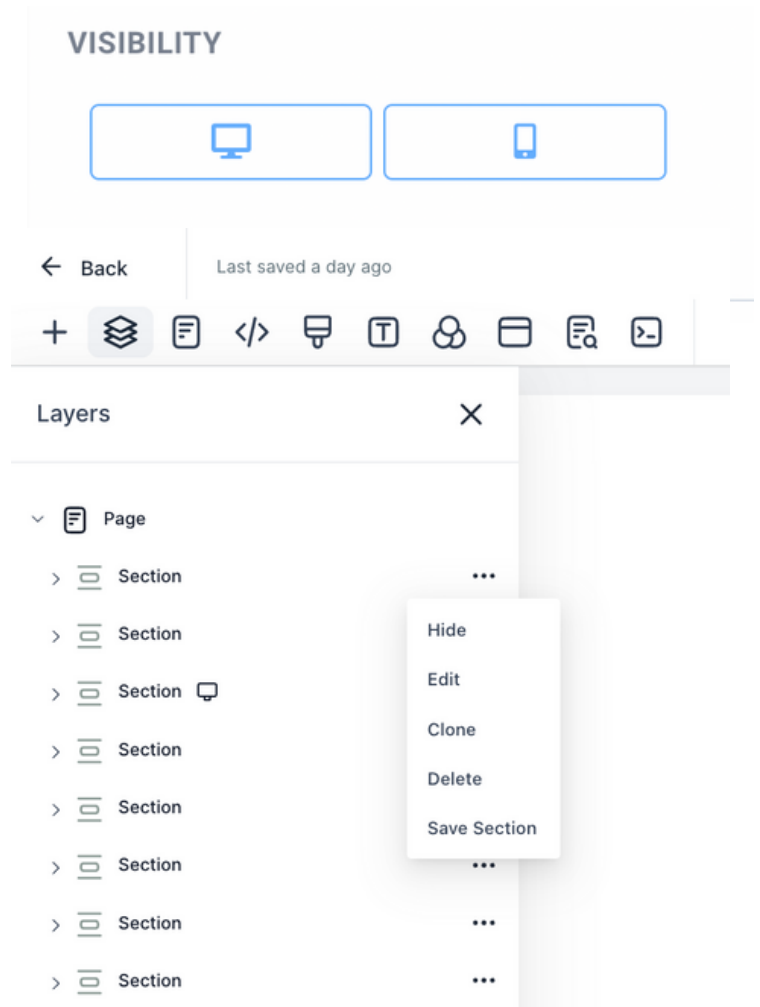 VISIBILITY
Back
Last saved a day ago
Layers
Page
Section
Section
Hide
Edit
Section
Clone
Section
Delete
Section
Save Section
Section
Section
Section